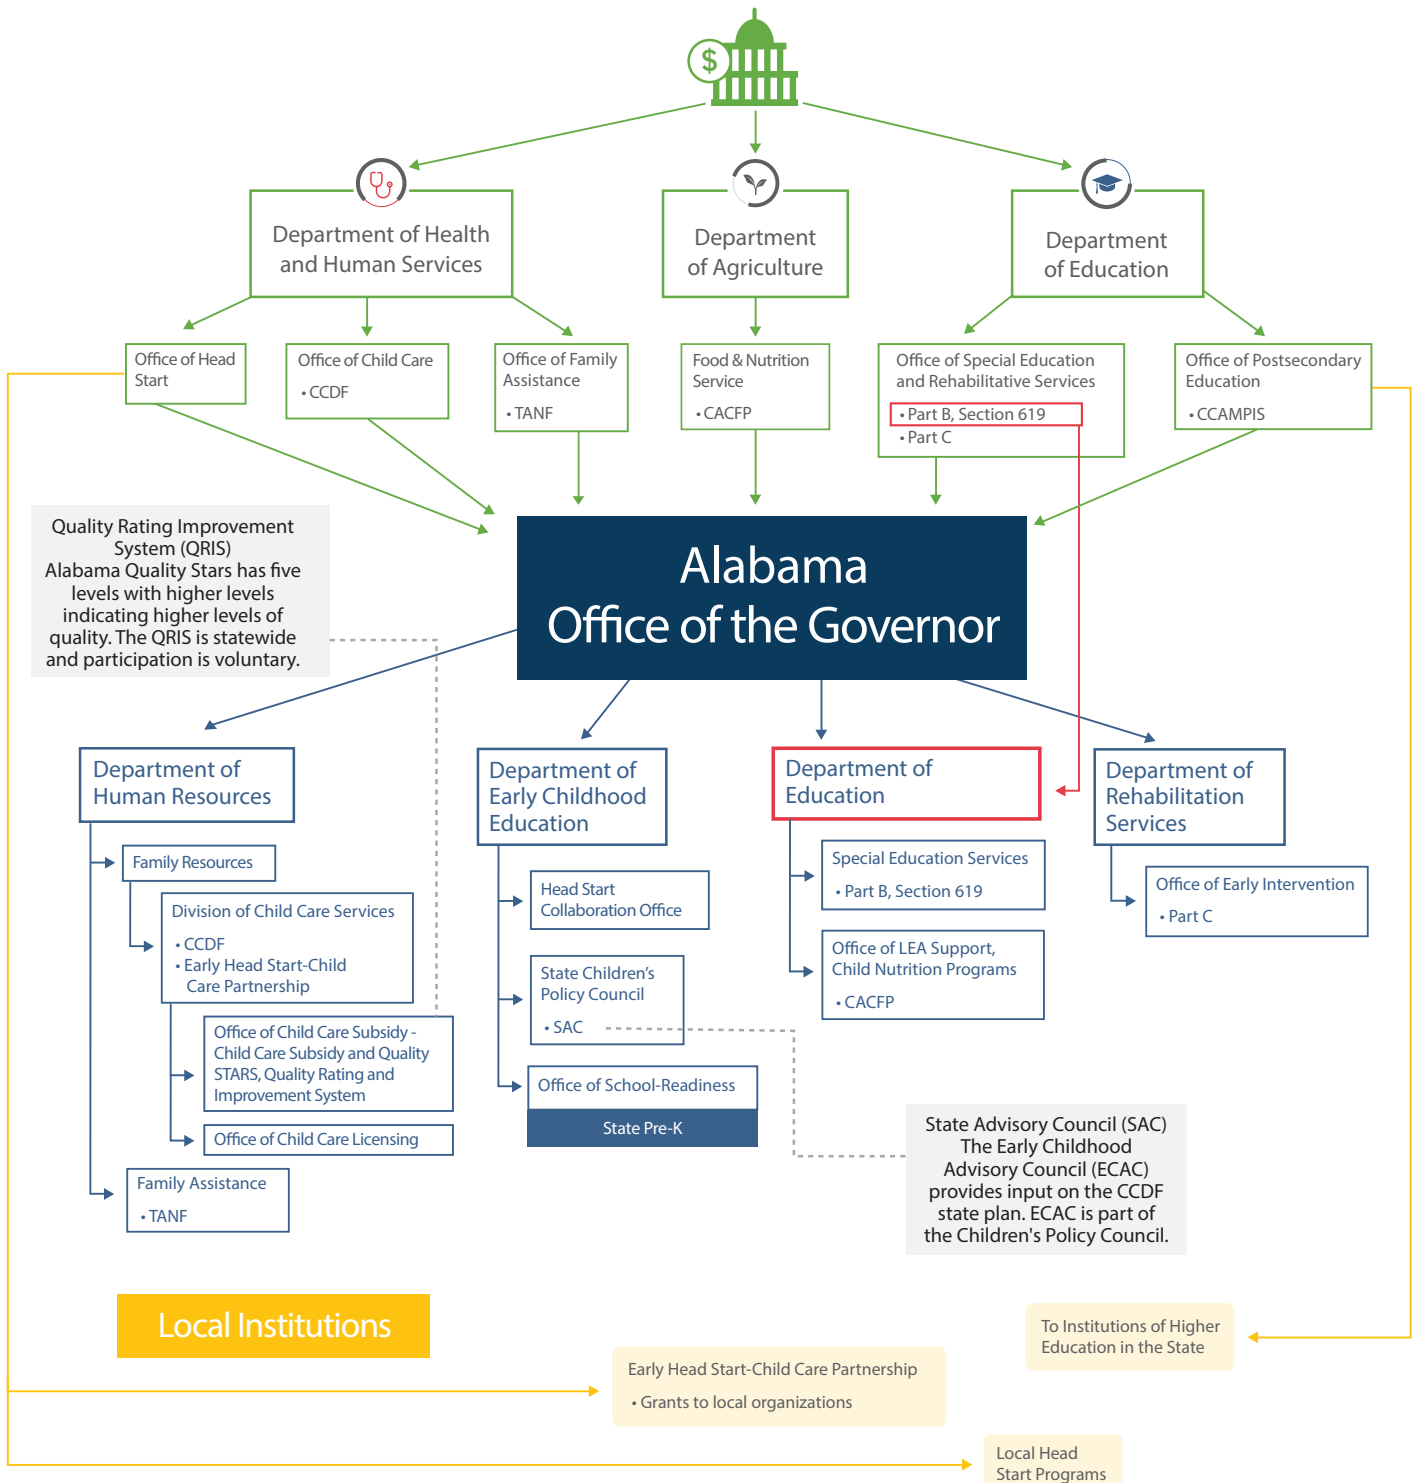 $
Department of Health
and Human Services
Department
of Agriculture
Department
of Education
Office of Head
Start
Office of Child Care
• CCDF
Office of Family
Assistance
• TANF
Food & Nutrition
Service
• CACFP
Office of Special Education
and Rehabilitative Services
• Part B, Section 619
• Part C
Office of Postsecondary
Education
• CCAMPIS
Quality Rating Improvement
System (QRIS)
Alabama Quality Stars has five
levels with higher levels
indicating higher levels of
quality. The QRIS is statewide
and participation is voluntary.
Alabama
Office of the Governor
Department of
Human Resources
Family Resources
Division of Child Care Services
• CCDF
• Early Head Start-Child
Care Partnership
Office of Child Care Subsidy -
Child Care Subsidy and Quality
STARS, Quality Rating and
Improvement System
Office of Child Care Licensing
Family Assistance
• TANF
Department of
Early Childhood
Education
Head Start
Collaboration Office
State Children's
Policy Council
• SAC
Office of School-Readiness
State Pre-K
Department of
Education
Special Education Services
• Part B, Section 619
Office of LEA Support,
Child Nutrition Programs
• CACFP
Department of
Rehabilitation
Services
Office of Early Intervention
• Part C
State Advisory Council (SAC)
The Early Childhood
Advisory Council (ECAC)
provides input on the CCDF
state plan. ECAC is part of
the Children's Policy Council.
Local Institutions
To Institutions of Higher
Education in the State
Early Head Start-Child Care Partnership
• Grants to local organizations
Local Head
Start Programs